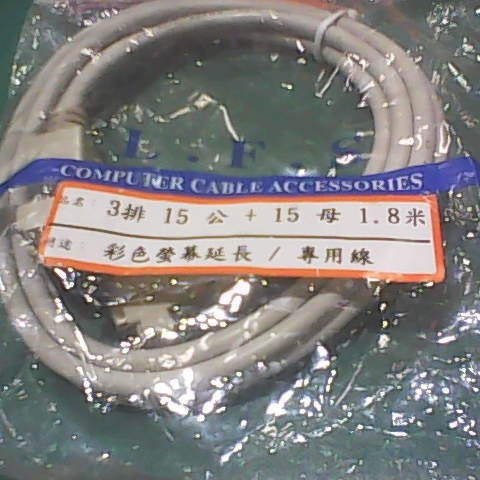 L.F.S
COMPUTER CABLE ACCESSORIES
品名: 3排 15 公 + 15 母 1.8米
用途: 彩色螢幕延長 / 專用線